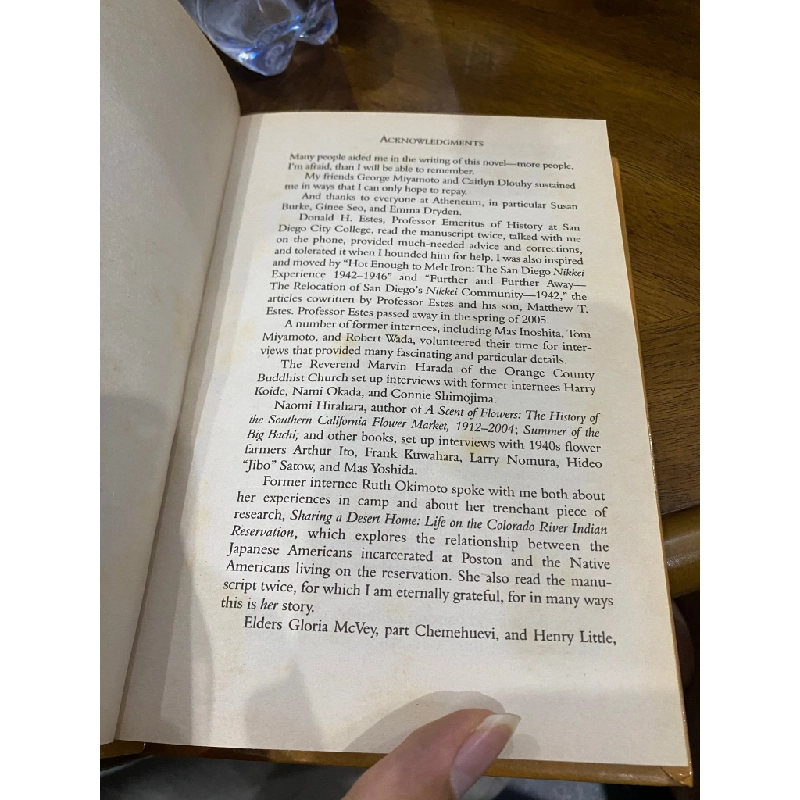 ACKNOWLEDGMENTS
Many people aided me in the writing of this novel—more people,
I'm afraid, than I will be able to remember.
My friends George Miyamoto and Caitlyn Dlouhy sustained
me in ways that I can only hope to repay.
And thanks to everyone at Atheneum, in particular Susan
Burke, Ginee Seo, and Emma Dryden.
Donald H. Estes, Professor Emeritus of History at San
Diego City College, read the manuscript twice, talked with me
on the phone, provided much-needed advice and corrections,
and tolerated it when I hounded him for help. I was also inspired
and moved by "Hot Enough to Melt Iron: The San Diego Nikkei
Experience 1942–1946" and "Further and Further Away—
The Relocation of San Diego's Nikkei Community—1942," the
articles cowritten by Professor Estes and his son, Matthew T.
Estes. Professor Estes passed away in the spring of 2005.
A number of former internees, including Mas Inoshita, Tom
Miyamoto, and Robert Wada, volunteered their time for inter-
views that provided many fascinating and particular details.
The Reverend Marvin Harada of the Orange County
Buddhist Church set up interviews with former internees Harry
Koide, Nami Okada, and Connie Shimojima.
Naomi Hirahara, author of A Scent of Flowers: The History of
the Southern California Flower Market, 1912–2004; Summer of the
Big Bachi; and other books, set up interviews with 1940s flower
farmers Arthur Ito, Frank Kuwahara, Larry Nomura, Hideo
"Jibo" Satow, and Mas Yoshida.
Former internee Ruth Okimoto spoke with me both about
her experiences in camp and about her trenchant piece of
research, Sharing a Desert Home: Life on the Colorado River Indian
Reservation, which explores the relationship between the
Japanese Americans incarcerated at Poston and the Native
Americans living on the reservation. She also read the manu-
script twice, for which I am eternally grateful, for in many ways
this is her story.
Elders Gloria McVey, part Chemehuevi, and Henry Little,